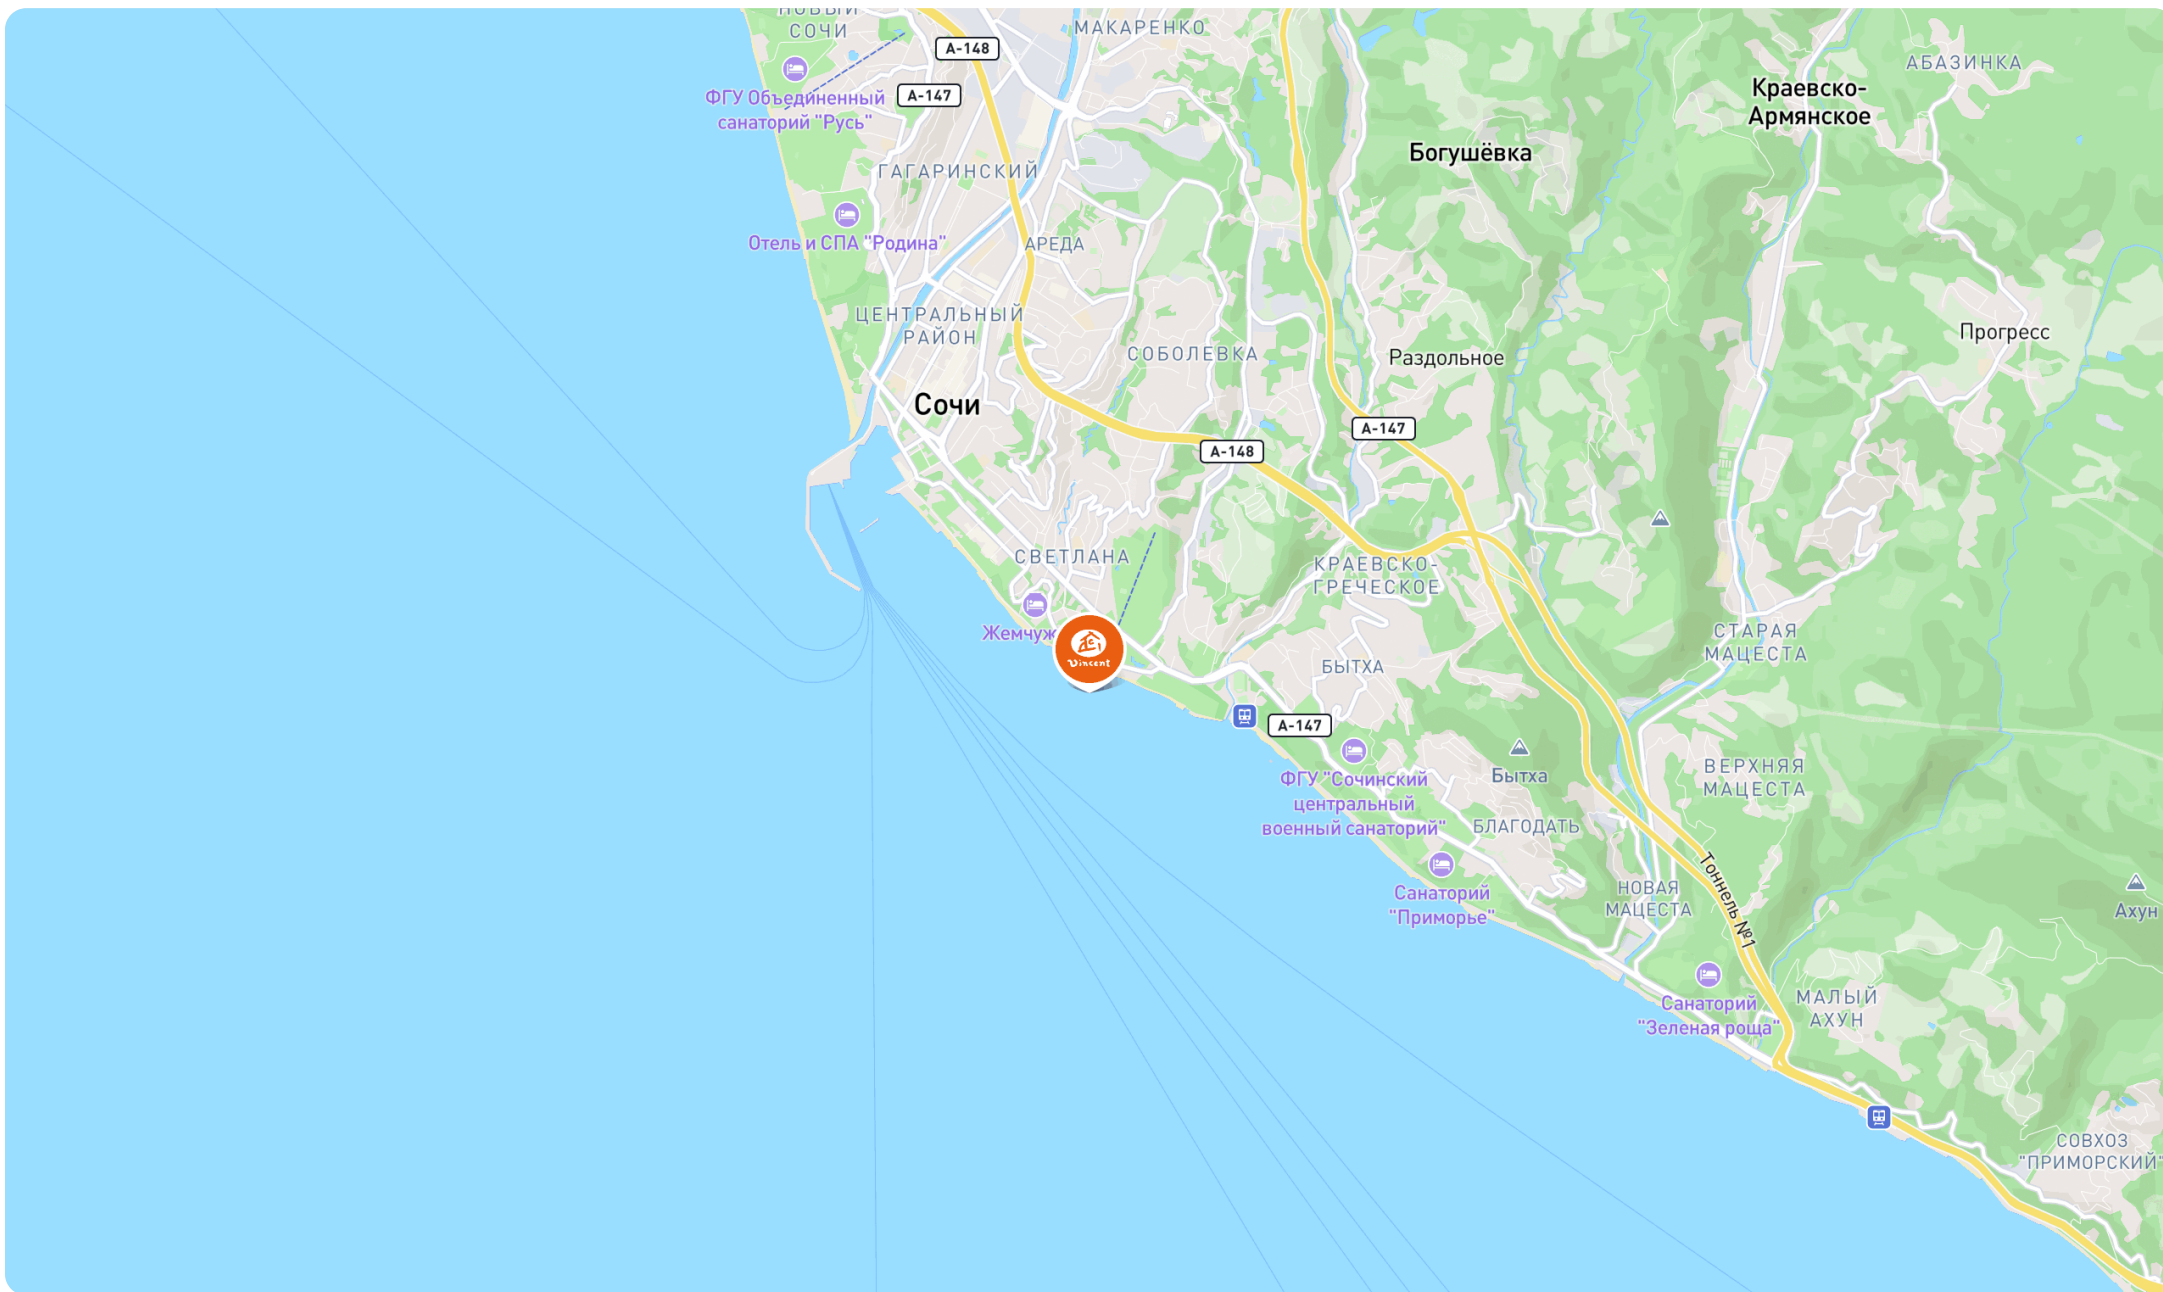 НОВЫЙ
СОЧИ
МАКАРЕНКО
А-148
АБАЗИНКА
ФГУ Объединенный
санаторий "Русь"
А-147
Краевско-
Армянское
Богушёвка
ГАГАРИНСКИЙ
Отель и СПА "Родина"
АРЕДА
ЦЕНТРАЛЬНЫЙ
РАЙОН
СОБОЛЕВКА
Раздольное
Прогресс
Сочи
А-147
А-148
СВЕТЛАНА
КРАЕВСКО-
ГРЕЧЕСКОЕ
Жемчуж
Vincent
БЫТХА
СТАРАЯ
МАЦЕСТА
А-147
ФГУ "Сочинский
центральный
военный санаторий"
Бытха
ВЕРХНЯЯ
МАЦЕСТА
БЛАГОДАТЬ
Санаторий
"Приморье"
НОВАЯ
МАЦЕСТА
Тоннель №1
Ахун
Санаторий
"Зеленая роща"
МАЛЫЙ
АХУН
СОВХОЗ
"ПРИМОРСКИЙ"